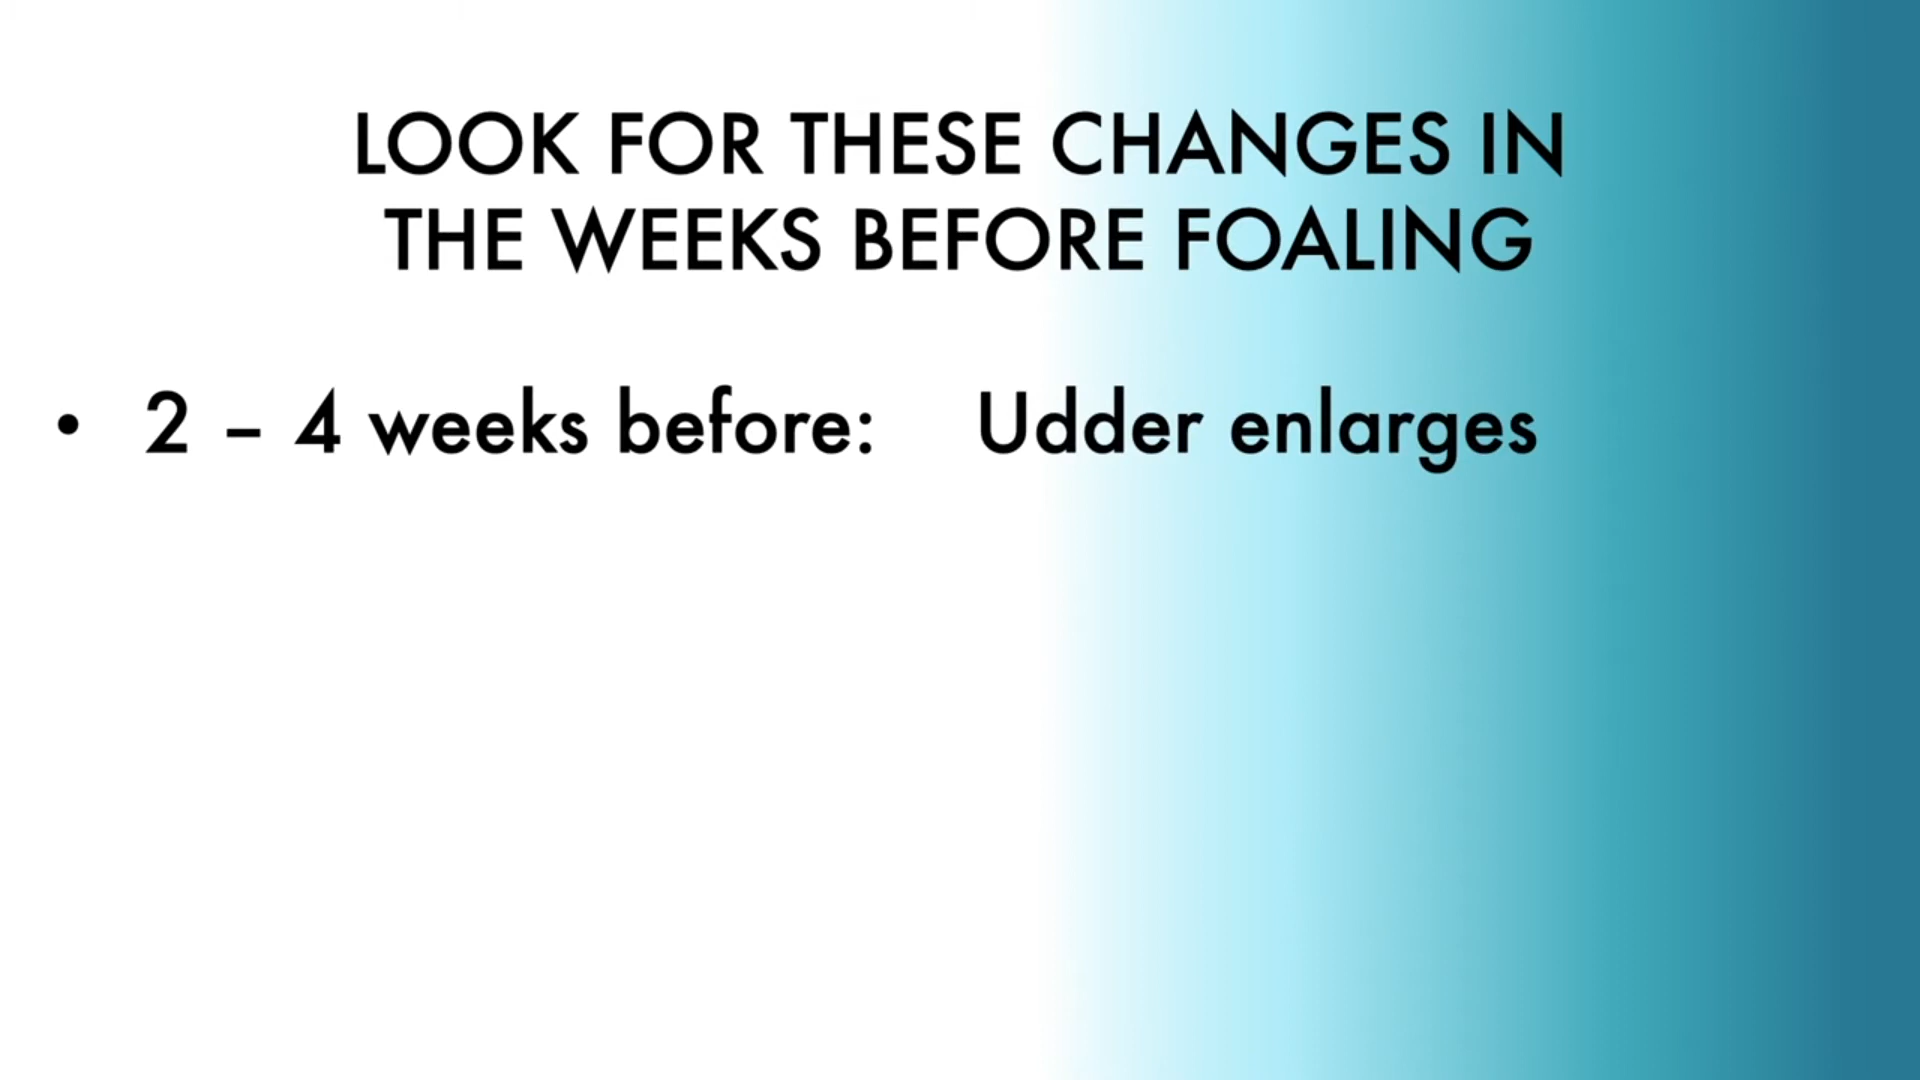 LOOK FOR THESE CHANGES IN
THE WEEKS BEFORE FOALING
• 2 – 4 weeks before: Udder enlarges